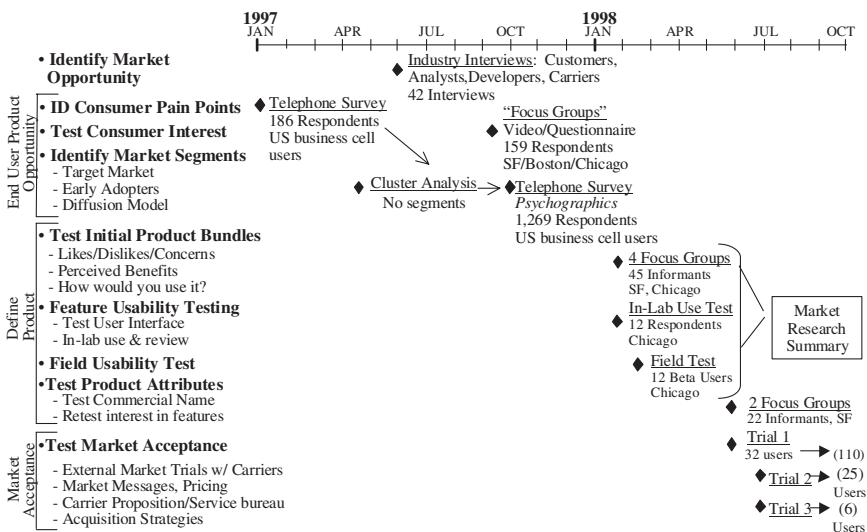 1997
1998
JAN
APR
JUL
OCT
JAN
APR
JUL
OCT
• Identify Market
Opportunity
Industry Interviews: Customers,
Analysts,Developers, Carriers
42 Interviews
End User Product
Opportunity
• ID Consumer Pain Points
• Test Consumer Interest
• Identify Market Segments
- Target Market
- Early Adopters
- Diffusion Model
Telephone Survey
186 Respondents
US business cell
users
"Focus Groups"
Video/Questionnaire
159 Respondents
SF/Boston/Chicago
Cluster Analysis
No segments
Telephone Survey
Psychographics
1,269 Respondents
US business cell users
Define
Product
• Test Initial Product Bundles
- Likes/Dislikes/Concerns
- Perceived Benefits
- How would you use it?
• Feature Usability Testing
- Test User Interface
- In-lab use & review
• Field Usability Test
•Test Product Attributes
- Test Commercial Name
- Retest interest in features
4 Focus Groups
45 Informants
SF, Chicago
In-Lab Use Test
12 Respondents
Chicago
Field Test
12 Beta Users
Chicago
Market
Research
Summary
2 Focus Groups
22 Informants, SF
Market
Acceptance
•Test Market Acceptance
- External Market Trials w/ Carriers
- Market Messages, Pricing
- Carrier Proposition/Service bureau
- Acquisition Strategies
Trial 1
32 users
(110)
Trial 2
(25)
Users
Trial 3
(6)
Users